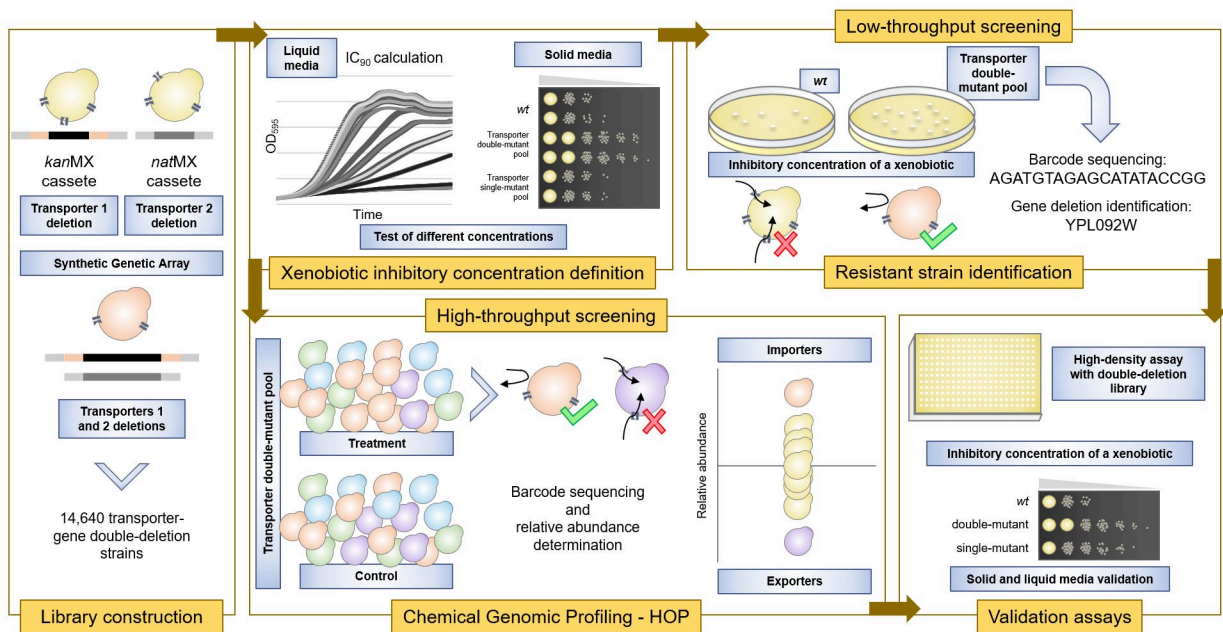 kanMX
cassete
natMX
cassete
Transporter 1
deletion
Transporter 2
deletion
Synthetic Genetic Array
Transporters 1
and 2 deletions
14,640 transporter-
gene double-deletion
strains
Library construction
Liquid
media
IC90 calculation
OD595
Time
Solid media
wt
Transporter
double-mutant
pool
Transporter
single-mutant
pool
Test of different concentrations
Xenobiotic inhibitory concentration definition
Low-throughput screening
wt
Transporter
double-
mutant pool
Inhibitory concentration of a xenobiotic
Barcode sequencing:
AGATGTAGAGCATATACCGG
Gene deletion identification:
YPL092W
Resistant strain identification
High-throughput screening
Transporter double-mutant pool
Treatment
Control
Barcode sequencing
and
relative abundance
determination
Importers
Relative abundance
Exporters
Chemical Genomic Profiling - HOP
High-density assay
with double-deletion
library
Inhibitory concentration of a xenobiotic
wt
double-mutant
single-mutant
Solid and liquid media validation
Validation assays